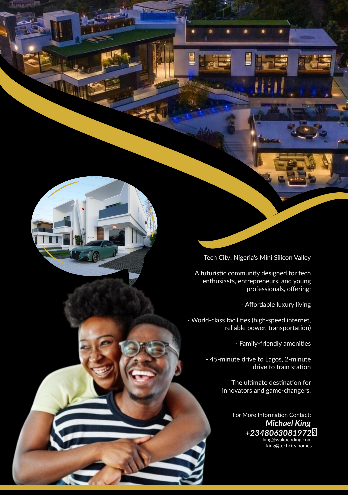 Tech City: Nigeria's Mini Silicon Valley
A futuristic community designed for tech
enthusiasts, entrepreneurs, and young
professionals, offering:
- Affordable luxury living
- World-class facilities (high-speed internet,
reliable power, transportation)
- Family-friendly amenities
- 45-minute drive to Lagos, 2-minute
drive to train station
The ultimate destination for
innovators and game-changers.
For More Information Contact:
Michael King
+2348063081972